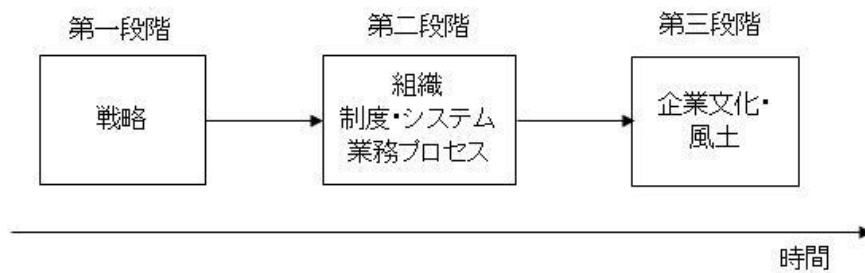 第一段階
第二段階
第三段階
戦略
組織
制度・システム
業務プロセス
企業文化・
風土
時間